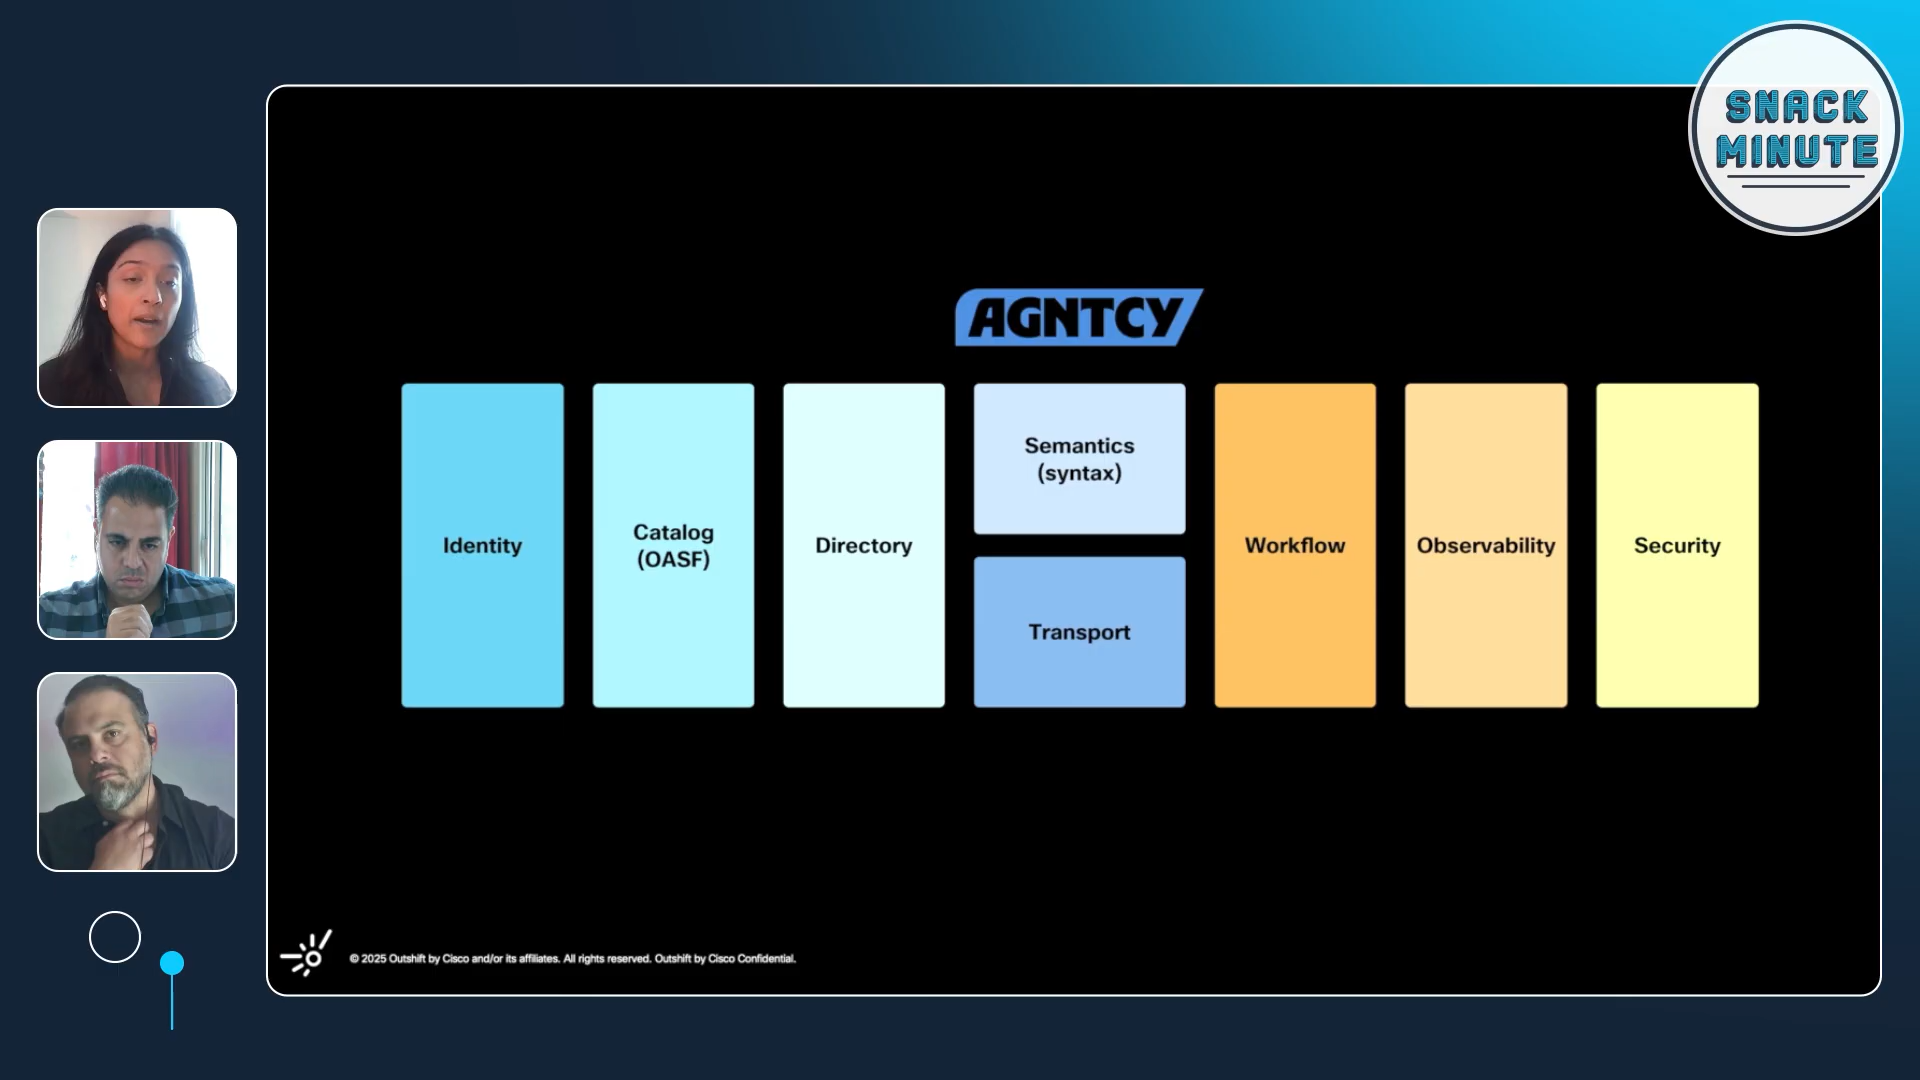 SNACK
MINUTE
AGNTCY
Identity
Catalog
(OASF)
Directory
Semantics
(syntax)
Transport
Workflow
Observability
Security
© 2025 Outshift by Cisco and/or its affiliates. All rights reserved. Outshift by Cisco Confidential.